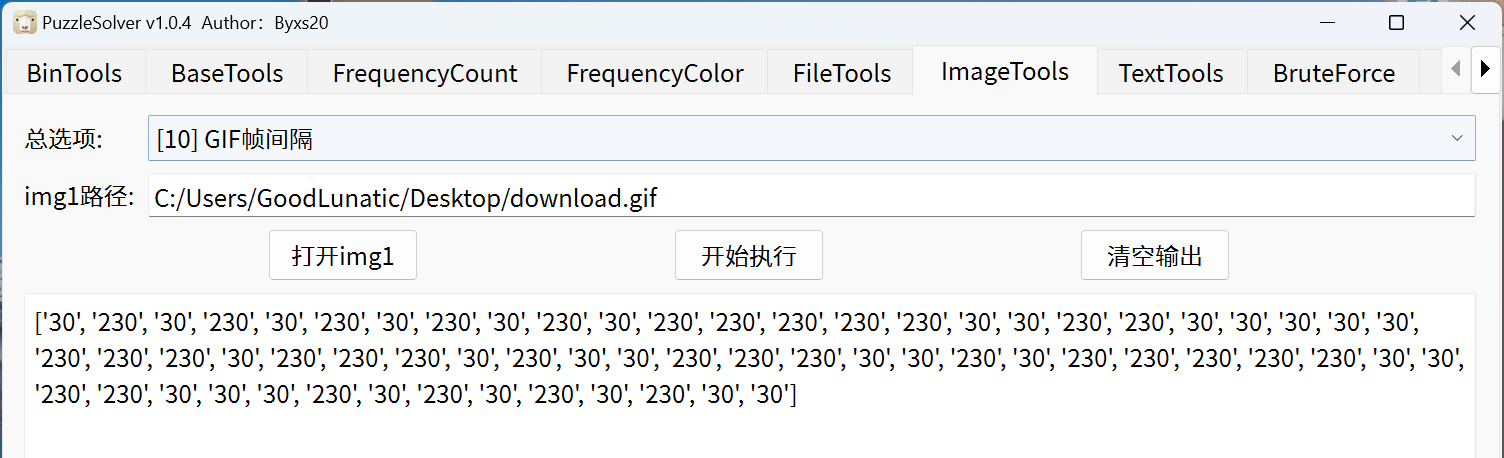 PuzzleSolver v1.0.4 Author：Byxs20
BinTools BaseTools FrequencyCount FrequencyColor FileTools ImageTools TextTools BruteForce
总选项: [10] GIF帧间隔
img1路径: C:/Users/GoodLunatic/Desktop/download.gif
打开img1 开始执行 清空输出
['30', '230', '30', '230', '30', '230', '30', '230', '30', '230', '30', '230', '230', '230', '230', '230', '30', '30', '230', '230', '30', '30', '30', '30', '30',
'230', '230', '230', '30', '230', '230', '230', '30', '230', '30', '30', '230', '230', '230', '30', '30', '230', '30', '230', '230', '230', '230', '230', '30', '30',
'230', '230', '30', '30', '30', '230', '30', '230', '30', '230', '30', '230', '30', '30']